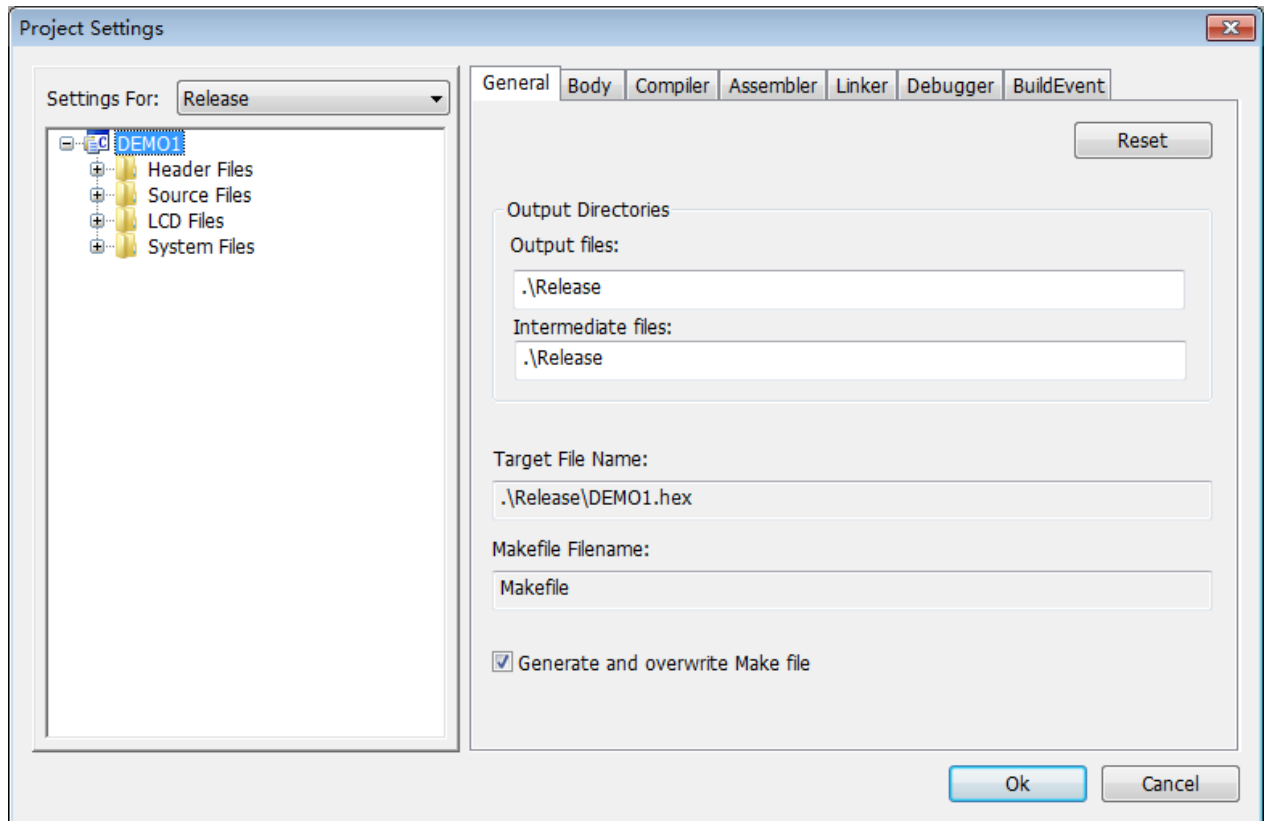 Project Settings
Settings For: Release
DEMO1
Header Files
Source Files
LCD Files
System Files
General Body Compiler Assembler Linker Debugger BuildEvent
Reset
Output Directories
Output files:
.\Release
Intermediate files:
.\Release
Target File Name:
.\Release\DEMO1.hex
Makefile Filename:
Makefile
Generate and overwrite Make file
Ok Cancel